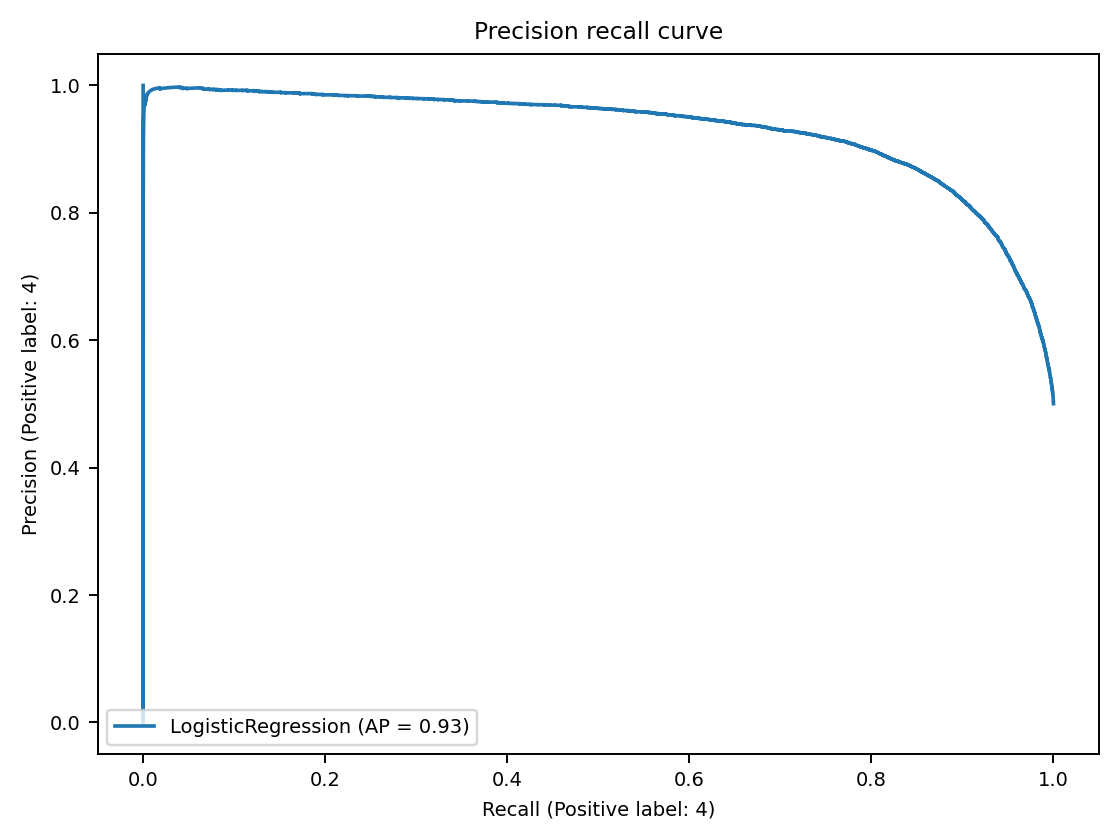 Precision recall curve
Precision (Positive label: 4)
1.0
0.8
0.6
0.4
0.2
0.0
LogisticRegression (AP = 0.93)
0.0 0.2 0.4 0.6 0.8 1.0
Recall (Positive label: 4)